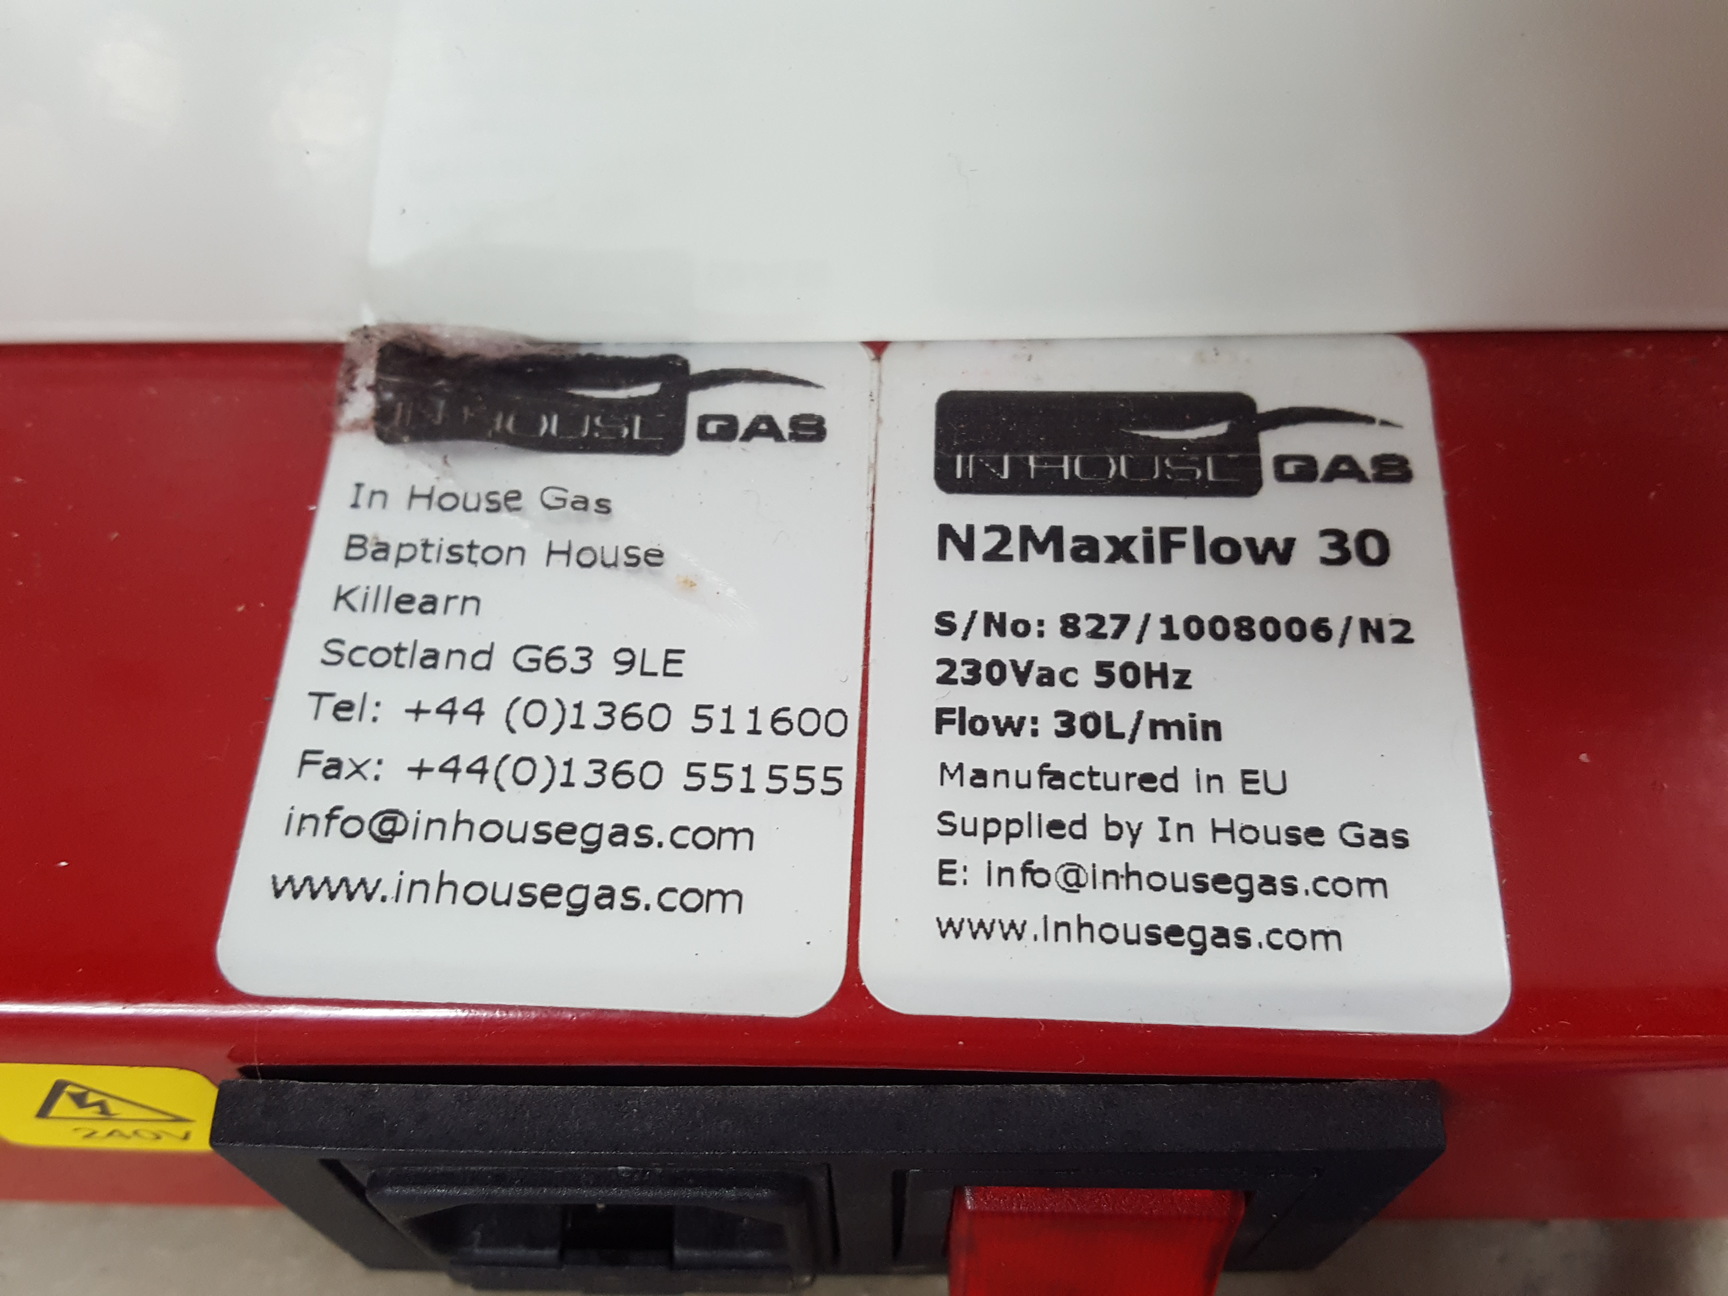 IN HOUSE GAS
In House Gas
Baptiston House
Killearn
Scotland G63 9LE
Tel: +44 (0)1360 511600
Fax: +44(0)1360 551555
info@inhousegas.com
www.inhousegas.com
IN HOUSE GAS
N2MaxiFlow 30
S/No: 827/1008006/N2
230Vac 50Hz
Flow: 30L/min
Manufactured in EU
Supplied by In House Gas
E: info@inhousegas.com
www.inhousegas.com
240V